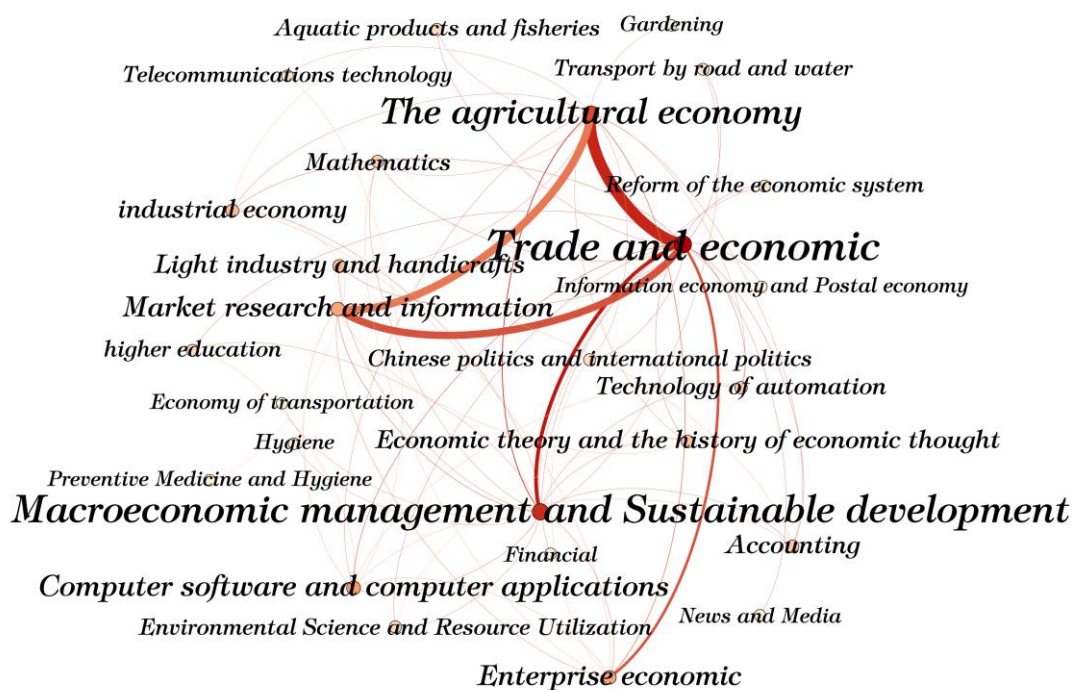 Aquatic products and fisheries
Gardening
Telecommunications technology
Transport by road and water
The agricultural economy
Mathematics
Reform of the economic system
industrial economy
Trade and economic
Light industry and handicrafts
Information economy and Postal economy
Market research and information
higher education
Chinese politics and international politics
Technology of automation
Economy of transportation
Hygiene
Economic theory and the history of economic thought
Preventive Medicine and Hygiene
Macroeconomic management and Sustainable development
Financial
Accounting
Computer software and computer applications
News and Media
Environmental Science and Resource Utilization
Enterprise economic